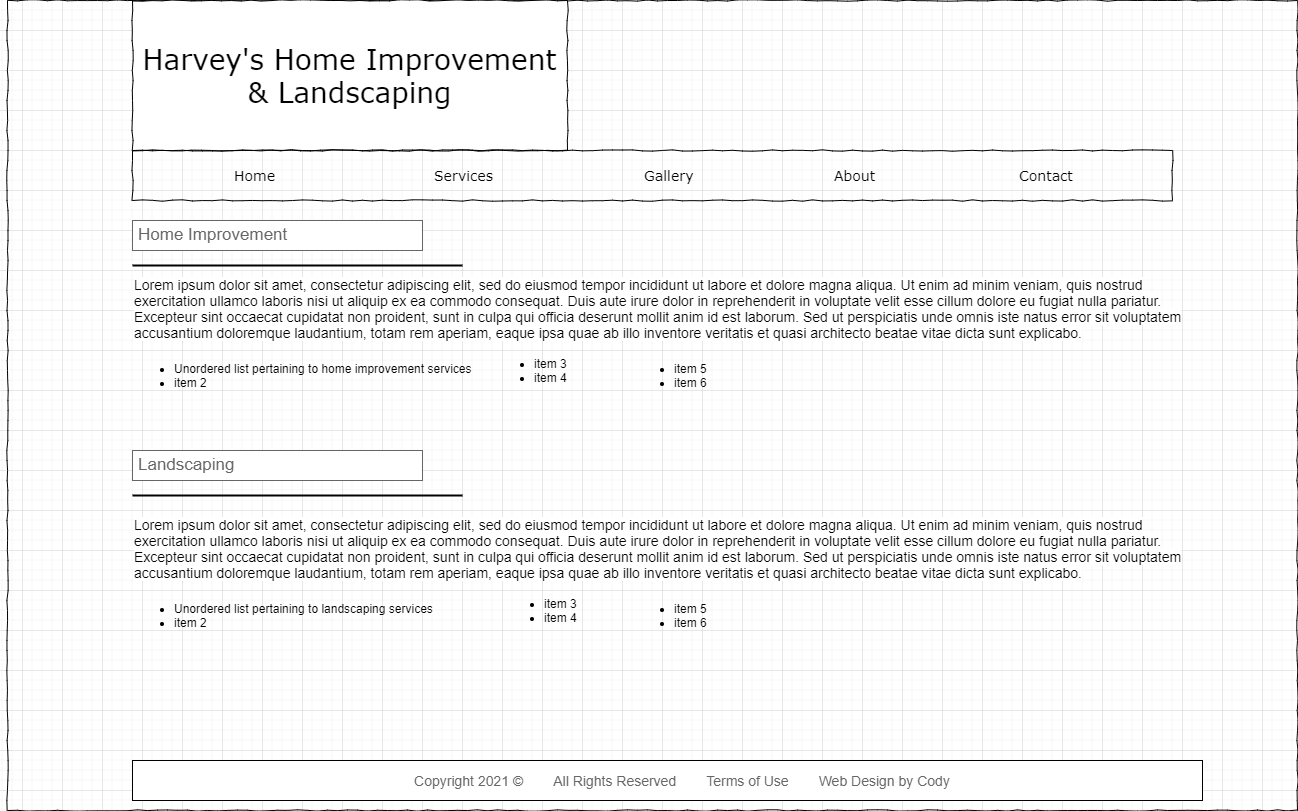 Harvey's Home Improvement
& Landscaping
Home Services Gallery About Contact
Home Improvement
Lorem ipsum dolor sit amet, consectetur adipiscing elit, sed do eiusmod tempor incididunt ut labore et dolore magna aliqua. Ut enim ad minim veniam, quis nostrud
exercitation ullamco laboris nisi ut aliquip ex ea commodo consequat. Duis aute irure dolor in reprehenderit in voluptate velit esse cillum dolore eu fugiat nulla pariatur.
Excepteur sint occaecat cupidatat non proident, sunt in culpa qui officia deserunt mollit anim id est laborum. Sed ut perspiciatis unde omnis iste natus error sit voluptatem
accusantium doloremque laudantium, totam rem aperiam, eaque ipsa quae ab illo inventore veritatis et quasi architecto beatae vitae dicta sunt explicabo.
• Unordered list pertaining to home improvement services
• item 2
• item 3
• item 4
• item 5
• item 6
Landscaping
Lorem ipsum dolor sit amet, consectetur adipiscing elit, sed do eiusmod tempor incididunt ut labore et dolore magna aliqua. Ut enim ad minim veniam, quis nostrud
exercitation ullamco laboris nisi ut aliquip ex ea commodo consequat. Duis aute irure dolor in reprehenderit in voluptate velit esse cillum dolore eu fugiat nulla pariatur.
Excepteur sint occaecat cupidatat non proident, sunt in culpa qui officia deserunt mollit anim id est laborum. Sed ut perspiciatis unde omnis iste natus error sit voluptatem
accusantium doloremque laudantium, totam rem aperiam, eaque ipsa quae ab illo inventore veritatis et quasi architecto beatae vitae dicta sunt explicabo.
• Unordered list pertaining to landscaping services
• item 2
• item 3
• item 4
• item 5
• item 6
Copyright 2021 © All Rights Reserved Terms of Use Web Design by Cody